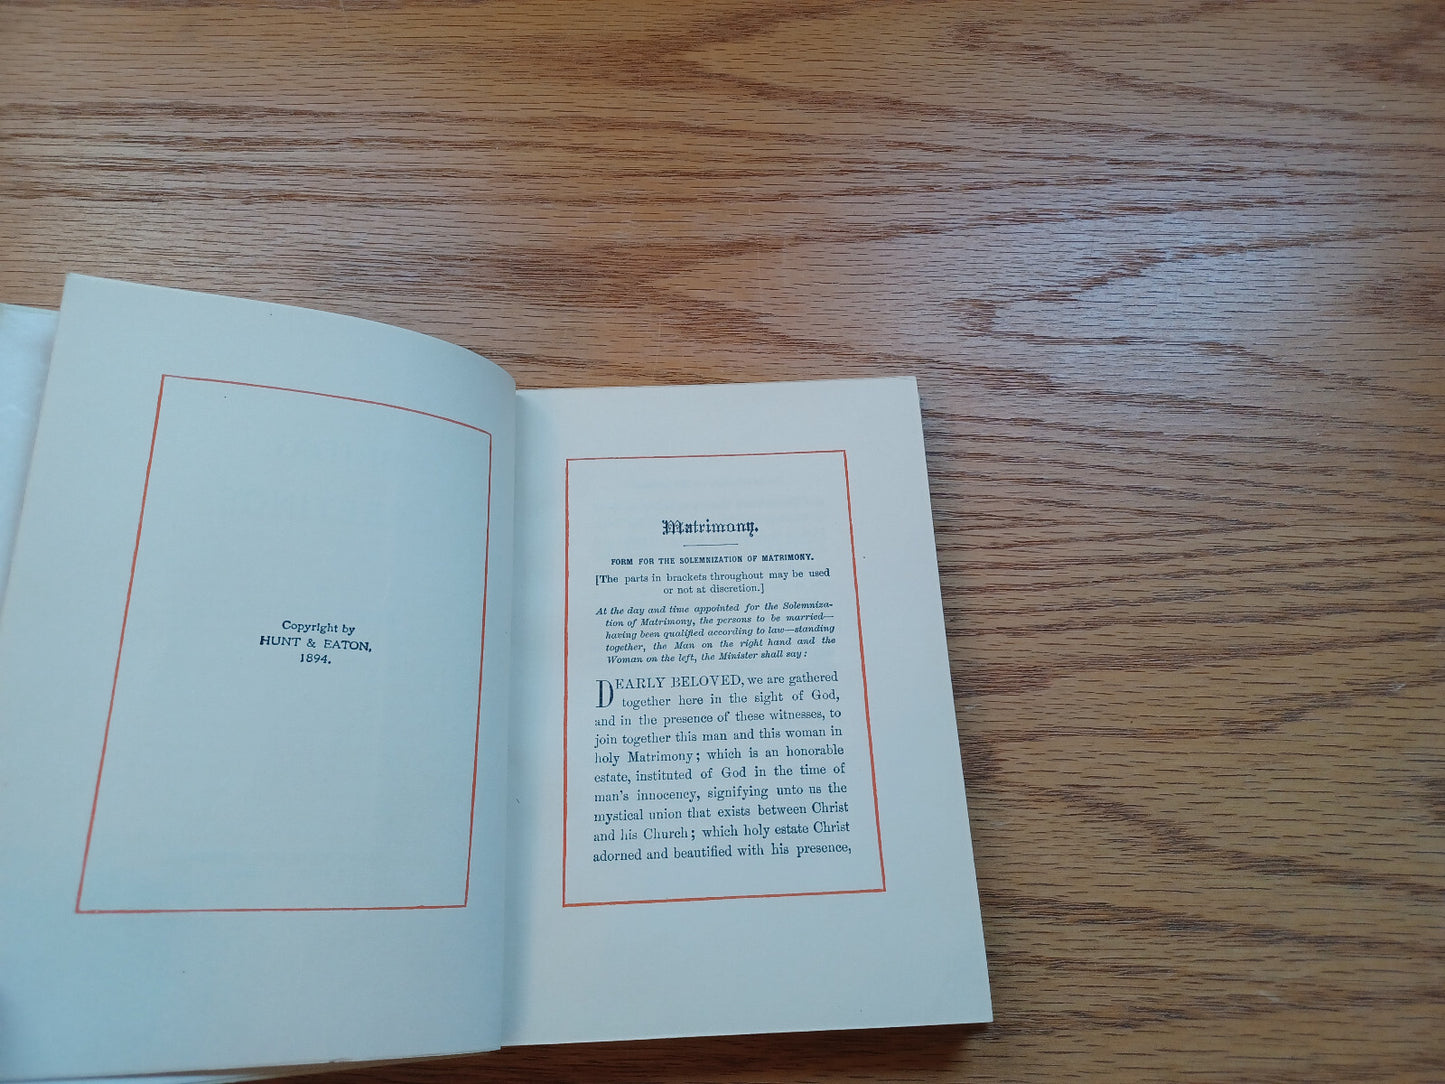 Copyright by
HUNT & EATON,
1894.
Matrimony.
FORM FOR THE SOLEMNIZATION OF MATRIMONY.
[The parts in brackets throughout may be used
or not at discretion.]
At the day and time appointed for the Solemniza-
tion of Matrimony, the persons to be married—
having been qualified according to law—standing
together, the Man on the right hand and the
Woman on the left, the Minister shall say:
DEARLY BELOVED, we are gathered
together here in the sight of God,
and in the presence of these witnesses, to
join together this man and this woman in
holy Matrimony; which is an honorable
estate, instituted of God in the time of
man's innocency, signifying unto us the
mystical union that exists between Christ
and his Church; which holy estate Christ
adorned and beautified with his presence,